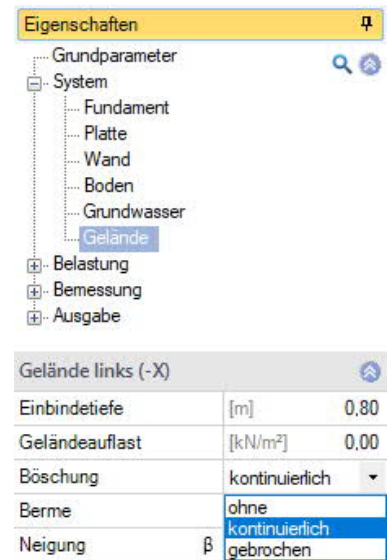 Eigenschaften
Grundparameter
System
Fundament
Platte
Wand
Boden
Grundwasser
Gelände
Belastung
Bemessung
Ausgabe
Gelände links (-X)
Einbindetiefe [m] 0,80
Geländeauflast [kN/m²] 0,00
Böschung kontinuierlich
Berme ohne
kontinuierlich
Neigung β gebrochen